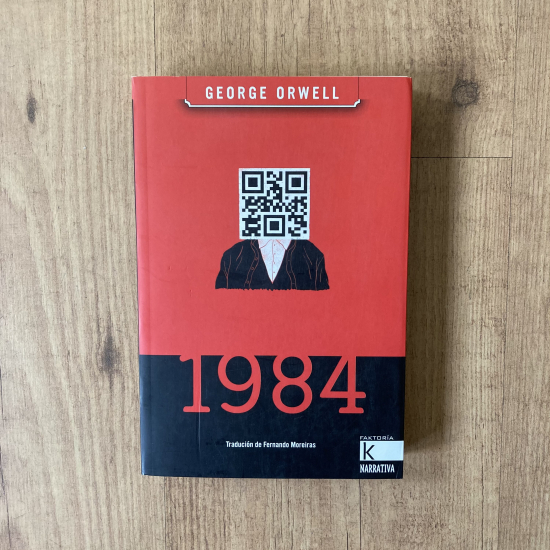 GEORGE ORWELL
1984
Tradución de Fernando Moreiras
FAKTORÍA
K
NARRATIVA